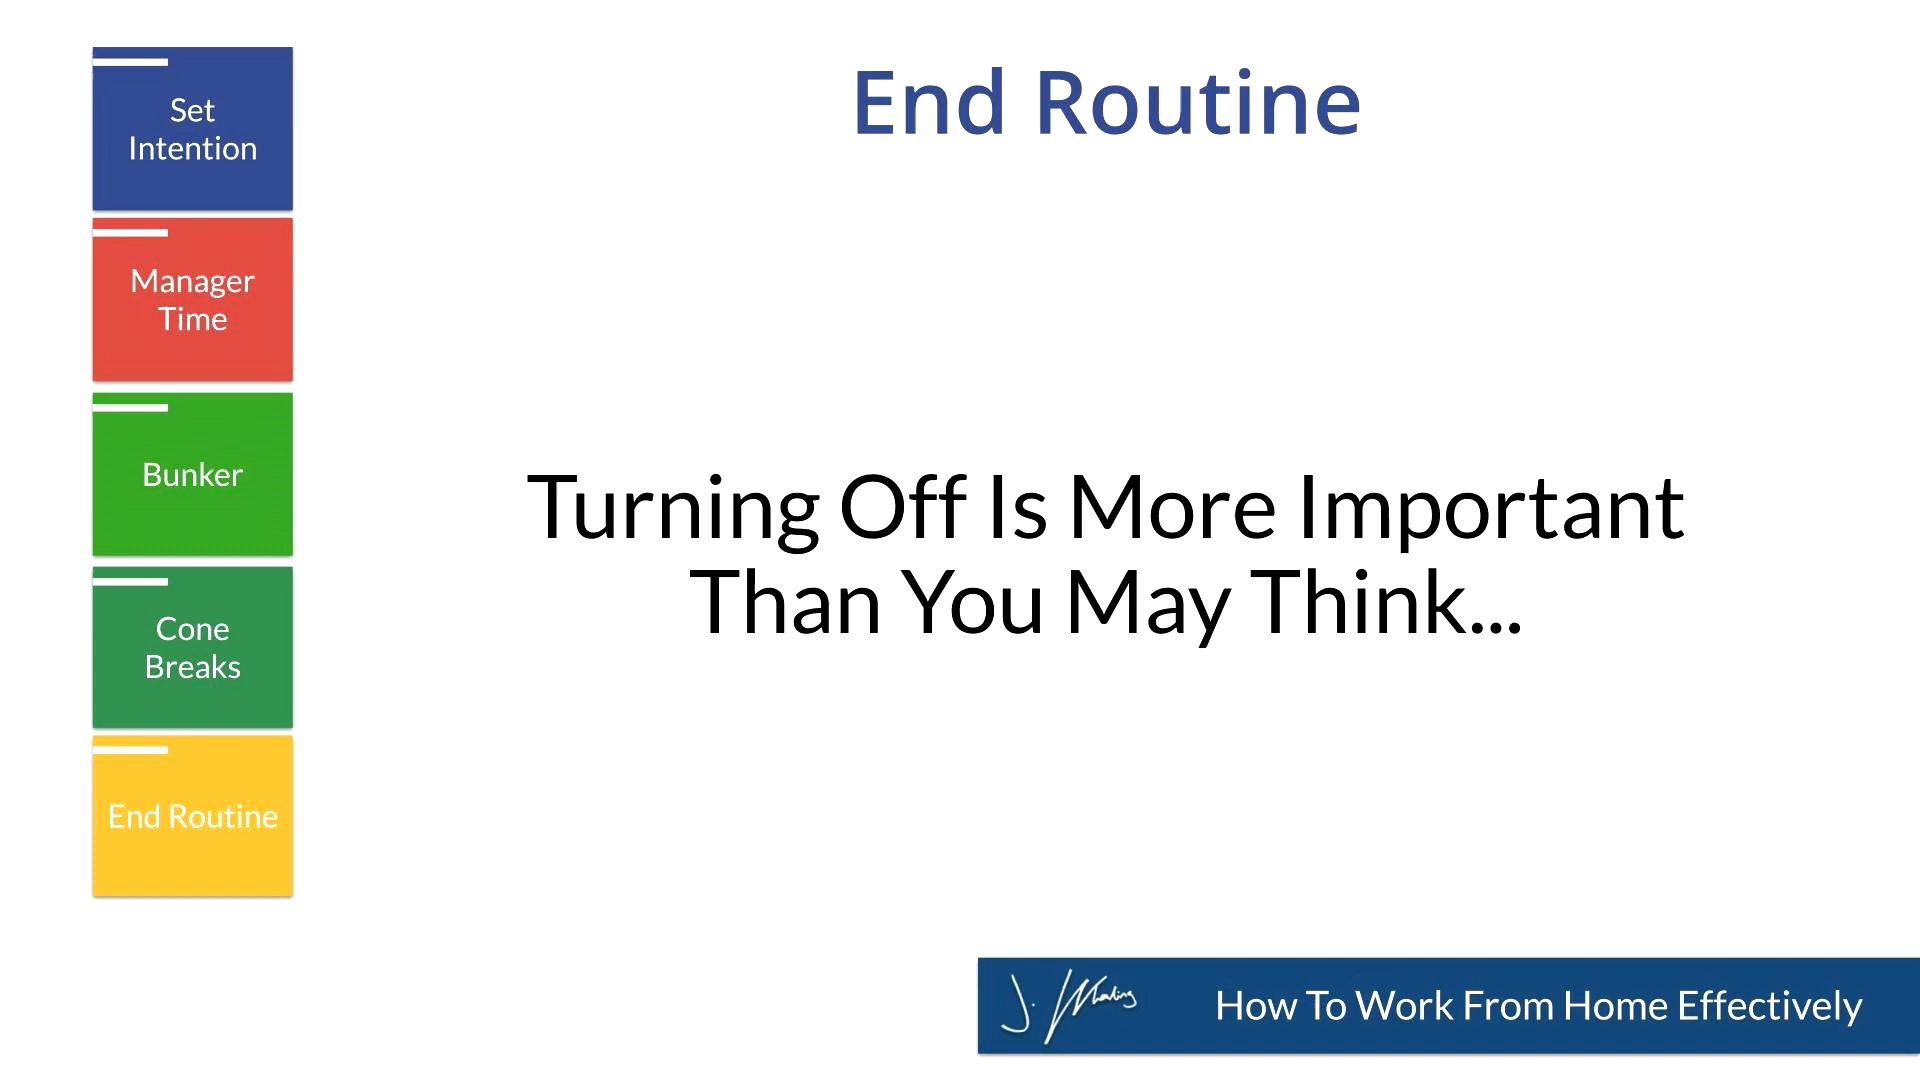 Set
Intention
Manager
Time
Bunker
Cone
Breaks
End Routine
End Routine
Turning Off Is More Important
Than You May Think...
How To Work From Home Effectively